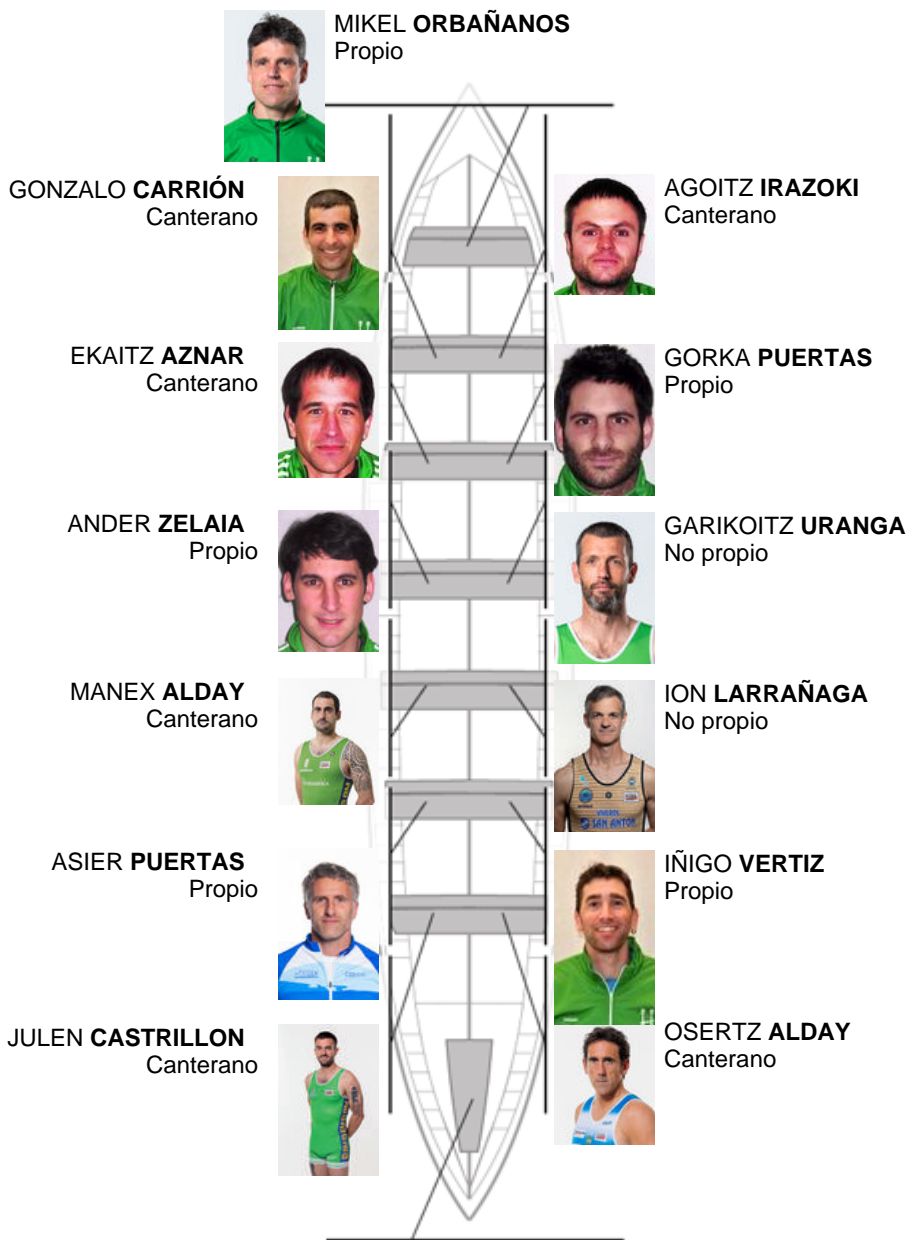 MIKEL ORBAÑANOS
Propio
GONZALO CARRIÓN
Canterano
AGOITZ IRAZOKI
Canterano
EKAITZ AZNAR
Canterano
GORKA PUERTAS
Propio
ANDER ZELAIA
Propio
GARIKOITZ URANGA
No propio
MANEX ALDAY
Canterano
ION LARRAÑAGA
No propio
SAN ANTON
ASIER PUERTAS
Propio
IÑIGO VERTIZ
Propio
JULEN CASTRILLON
Canterano
OSERTZ ALDAY
Canterano